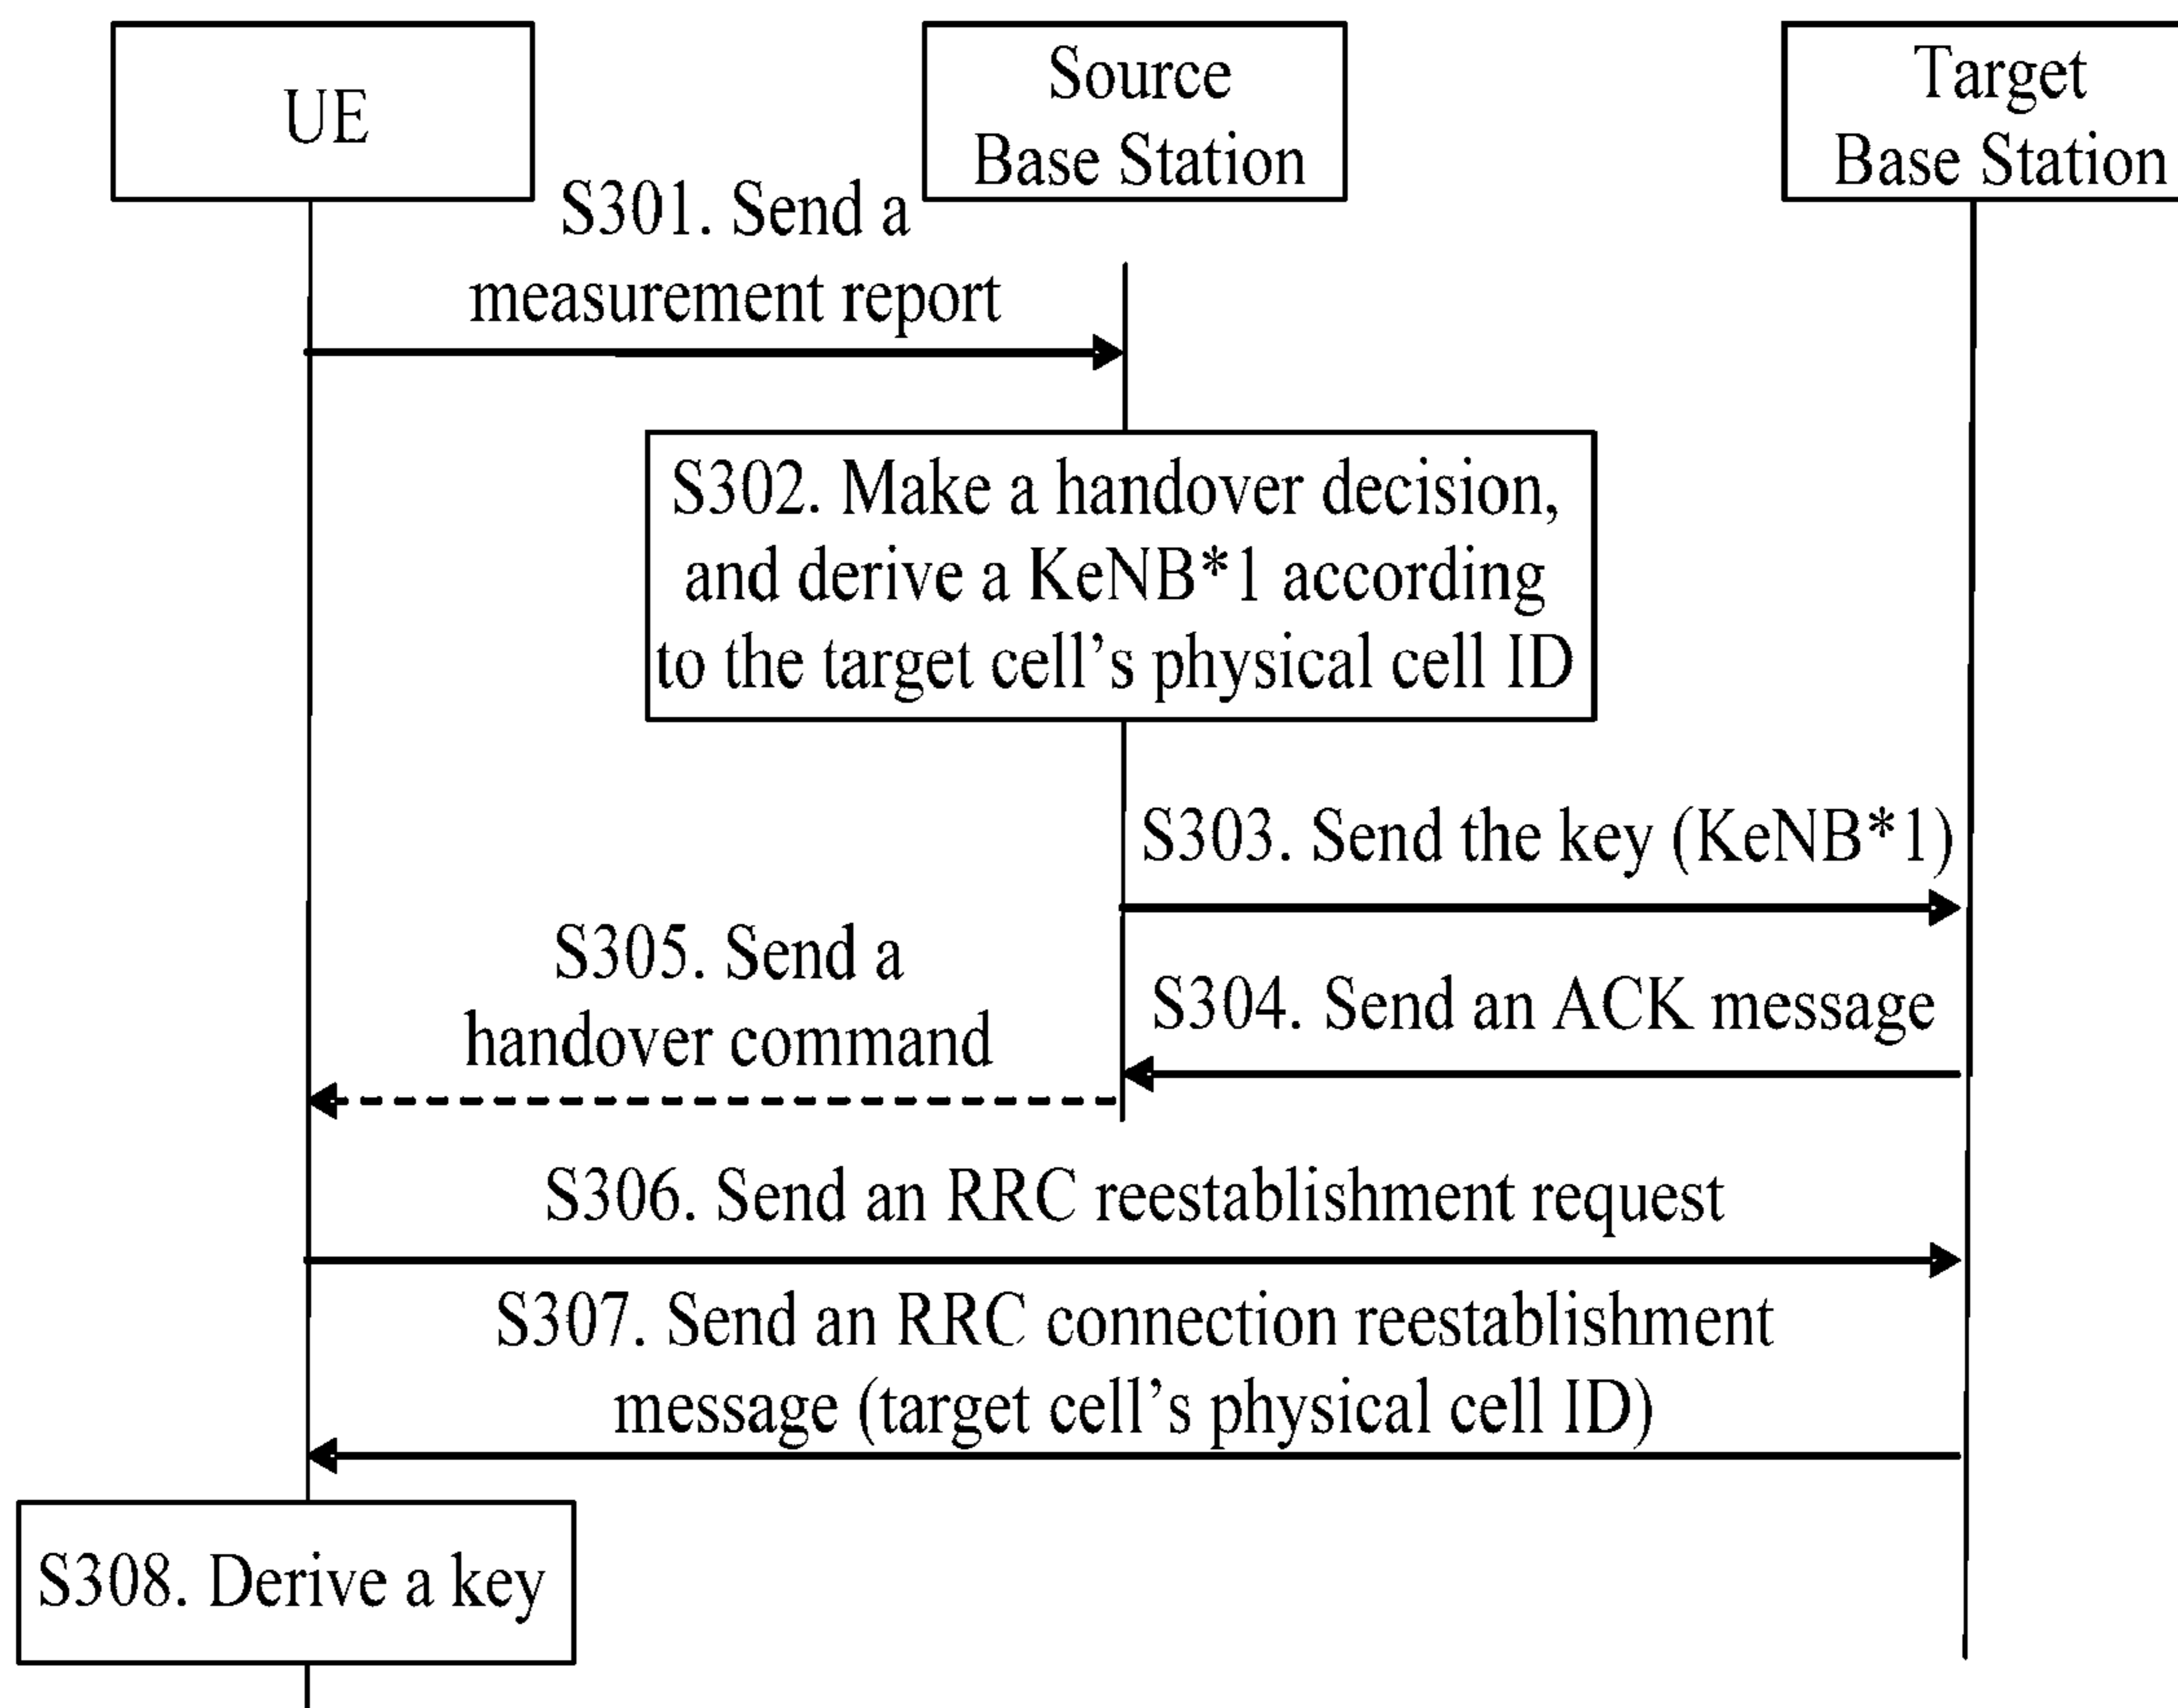 UE
Source
Base Station
Target
Base Station
S301. Send a
measurement report
S302. Make a handover decision,
and derive a KeNB*1 according
to the target cell’s physical cell ID
S303. Send the key (KeNB*1)
S305. Send a
handover command
S304. Send an ACK message
S306. Send an RRC reestablishment request
S307. Send an RRC connection reestablishment
message (target cell’s physical cell ID)
S308. Derive a key